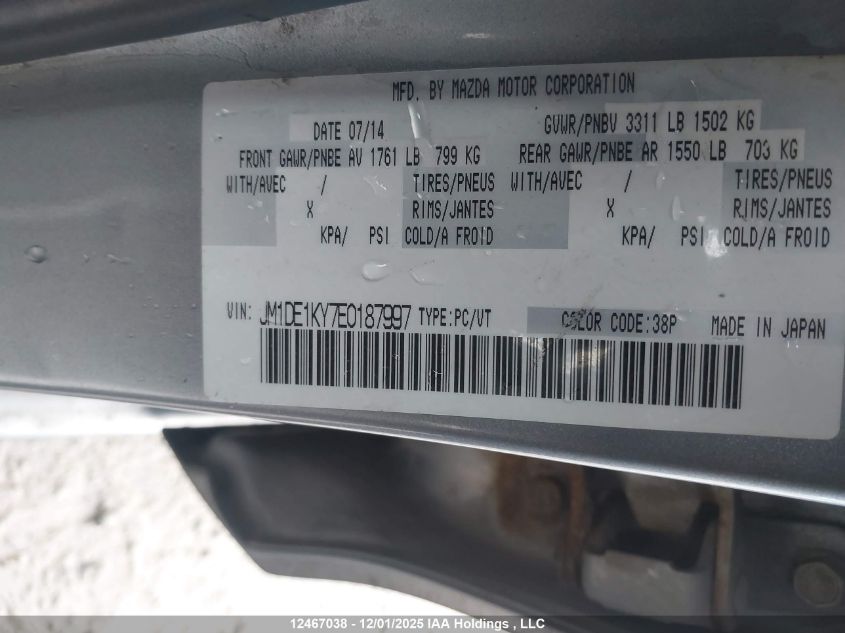 MFD. BY MAZDA MOTOR CORPORATION
DATE 07/14 GVWR/PNBV 3311 LB 1502 KG
FRONT GAWR/PNBE AV 1761 LB 799 KG REAR GAWR/PNBE AR 1550 LB 703 KG
WITH/AVEC / TIRES/PNEUS WITH/AVEC / TIRES/PNEUS
X RIMS/JANTES X RIMS/JANTES
KPA/ PSI COLD/A FROID KPA/ PSI COLD/A FROID
VIN: JM1DE1KY7E0187997 TYPE:PC/VT COLOR CODE:38P MADE IN JAPAN
12467038 - 12/01/2025 IAA Holdings , LLC